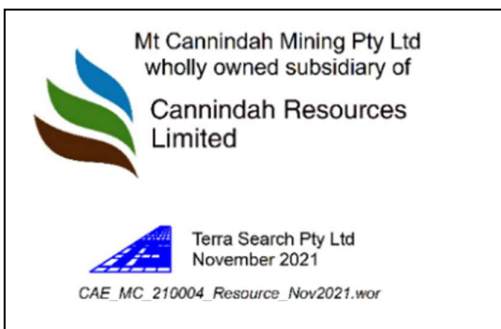 Mt Cannindah Mining Pty Ltd
wholly owned subsidiary of
Cannindah Resources
Limited
Terra Search Pty Ltd
November 2021
CAE_MC_210004_Resource_Nov2021.wor